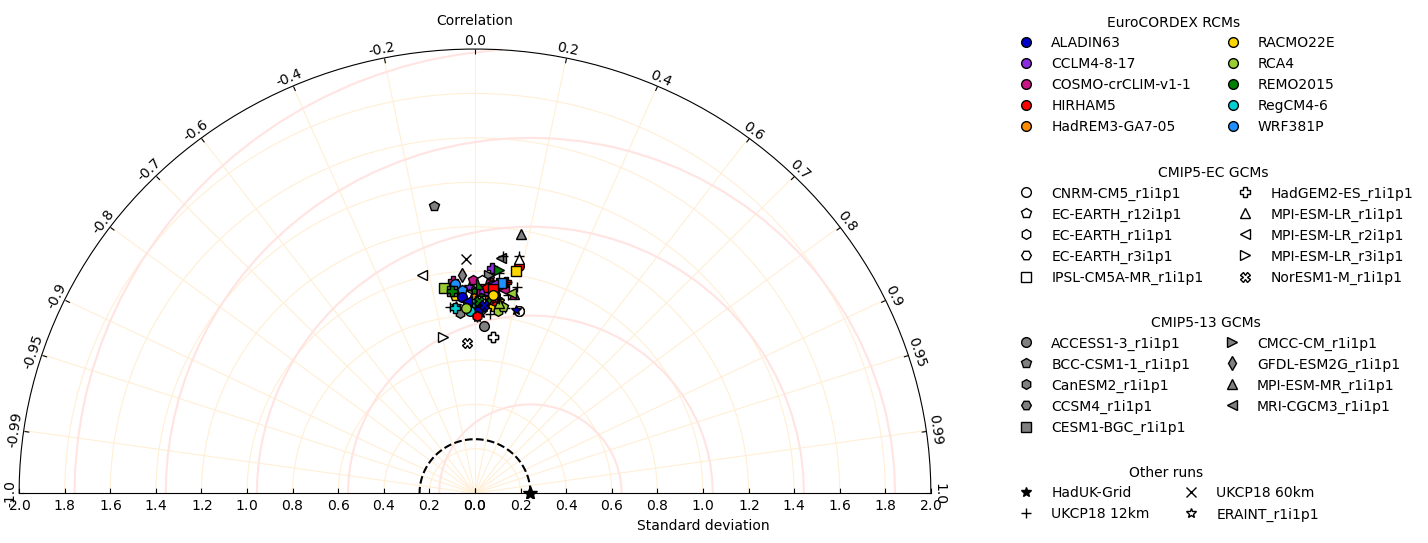 Correlation
-1.0
-0.99
-0.95
-0.9
-0.8
-0.7
-0.6
-0.4
-0.2
0.0
0.2
0.4
0.6
0.7
0.8
0.9
0.95
0.99
1.0
2.0 1.8 1.6 1.4 1.2 1.0 0.8 0.6 0.4 0.2 0.0 0.2 0.4 0.6 0.8 1.0 1.2 1.4 1.6 1.8 2.0
Standard deviation
EuroCORDEX RCMs
ALADIN63 RACMO22E
CCLM4-8-17 RCA4
COSMO-crCLIM-v1-1 REMO2015
HIRHAM5 RegCM4-6
HadREM3-GA7-05 WRF381P
CMIP5-EC GCMs
CNRM-CM5_r1i1p1 HadGEM2-ES_r1i1p1
EC-EARTH_r12i1p1 MPI-ESM-LR_r1i1p1
EC-EARTH_r1i1p1 MPI-ESM-LR_r2i1p1
EC-EARTH_r3i1p1 MPI-ESM-LR_r3i1p1
IPSL-CM5A-MR_r1i1p1 NorESM1-M_r1i1p1
CMIP5-13 GCMs
ACCESS1-3_r1i1p1 CMCC-CM_r1i1p1
BCC-CSM1-1_r1i1p1 GFDL-ESM2G_r1i1p1
CanESM2_r1i1p1 MPI-ESM-MR_r1i1p1
CCSM4_r1i1p1 MRI-CGCM3_r1i1p1
CESM1-BGC_r1i1p1
Other runs
HadUK-Grid UKCP18 60km
UKCP18 12km ERAINT_r1i1p1